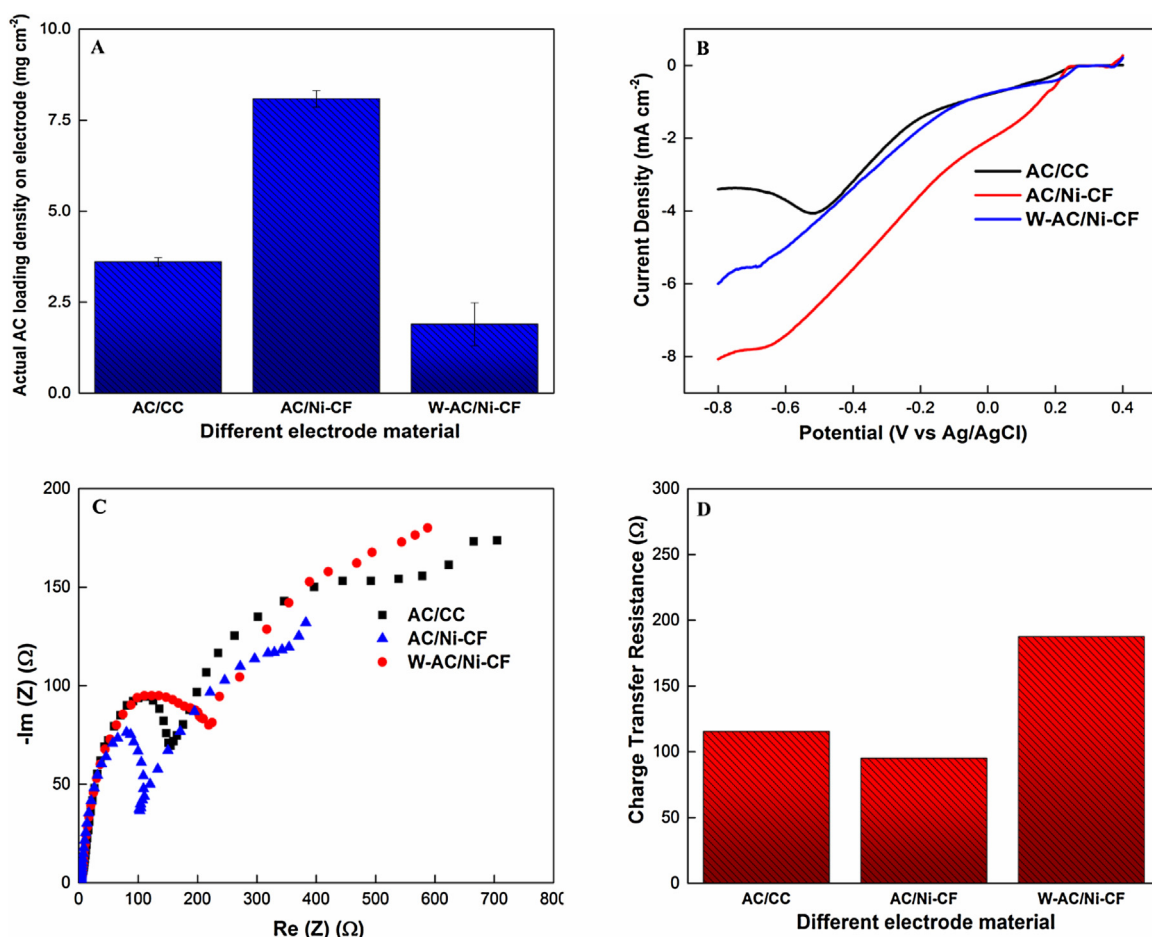 A
Actual AC loading density on electrode (mg cm⁻²)
10.0
7.5
5.0
2.5
0.0
AC/CC AC/Ni-CF W-AC/Ni-CF
Different electrode material
B
Current Density (mA cm⁻²)
0
-2
-4
-6
-8
AC/CC
AC/Ni-CF
W-AC/Ni-CF
-0.8 -0.6 -0.4 -0.2 0.0 0.2 0.4
Potential (V vs Ag/AgCl)
C
-Im (Z) (Ω)
200
150
100
50
0
AC/CC
AC/Ni-CF
W-AC/Ni-CF
0 100 200 300 400 500 600 700 800
Re (Z) (Ω)
D
Charge Transfer Resistance (Ω)
300
250
200
150
100
50
0
AC/CC AC/Ni-CF W-AC/Ni-CF
Different electrode material